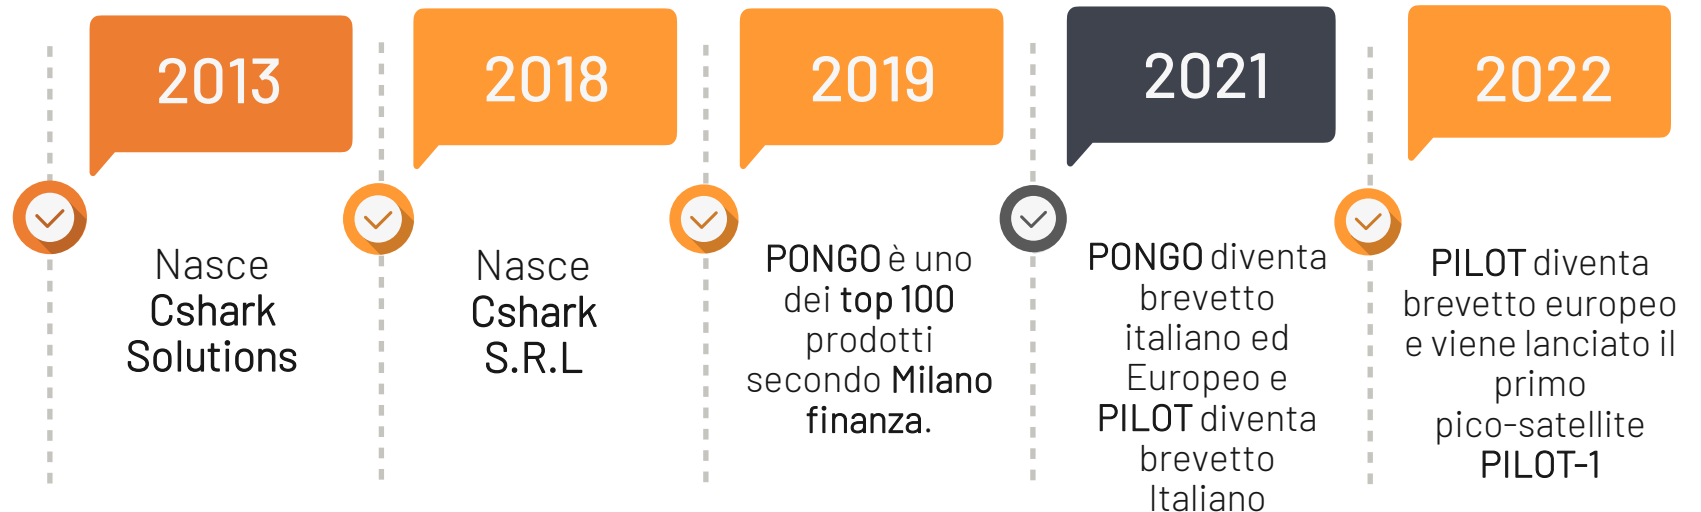 2013
Nasce
Cshark
Solutions
2018
Nasce
Cshark
S.R.L
2019
PONGO è uno
dei top 100
prodotti
secondo Milano
finanza.
2021
PONGO diventa
brevetto
italiano ed
Europeo e
PILOT diventa
brevetto
Italiano
2022
PILOT diventa
brevetto europeo
e viene lanciato il
primo
pico-satellite
PILOT-1